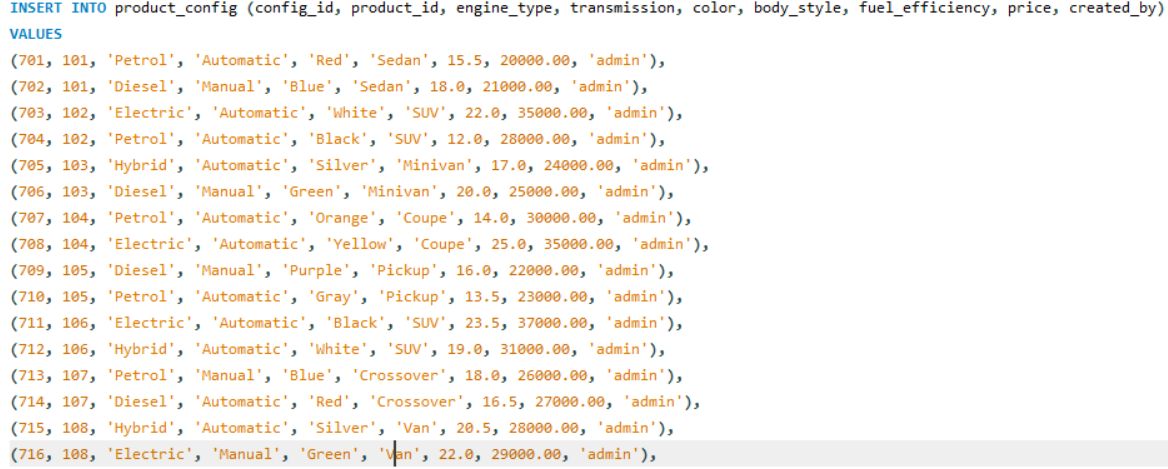 INSERT INTO product_config (config_id, product_id, engine_type, transmission, color, body_style, fuel_efficiency, price, created_by)
VALUES
(701, 101, 'Petrol', 'Automatic', 'Red', 'Sedan', 15.5, 20000.00, 'admin'),
(702, 101, 'Diesel', 'Manual', 'Blue', 'Sedan', 18.0, 21000.00, 'admin'),
(703, 102, 'Electric', 'Automatic', 'White', 'SUV', 22.0, 35000.00, 'admin'),
(704, 102, 'Petrol', 'Automatic', 'Black', 'SUV', 12.0, 28000.00, 'admin'),
(705, 103, 'Hybrid', 'Automatic', 'Silver', 'Minivan', 17.0, 24000.00, 'admin'),
(706, 103, 'Diesel', 'Manual', 'Green', 'Minivan', 20.0, 25000.00, 'admin'),
(707, 104, 'Petrol', 'Automatic', 'Orange', 'Coupe', 14.0, 30000.00, 'admin'),
(708, 104, 'Electric', 'Automatic', 'Yellow', 'Coupe', 25.0, 35000.00, 'admin'),
(709, 105, 'Diesel', 'Manual', 'Purple', 'Pickup', 16.0, 22000.00, 'admin'),
(710, 105, 'Petrol', 'Automatic', 'Gray', 'Pickup', 13.5, 23000.00, 'admin'),
(711, 106, 'Electric', 'Automatic', 'Black', 'SUV', 23.5, 37000.00, 'admin'),
(712, 106, 'Hybrid', 'Automatic', 'White', 'SUV', 19.0, 31000.00, 'admin'),
(713, 107, 'Petrol', 'Manual', 'Blue', 'Crossover', 18.0, 26000.00, 'admin'),
(714, 107, 'Diesel', 'Automatic', 'Red', 'Crossover', 16.5, 27000.00, 'admin'),
(715, 108, 'Hybrid', 'Automatic', 'Silver', 'Van', 20.5, 28000.00, 'admin'),
(716, 108, 'Electric', 'Manual', 'Green', 'Van', 22.0, 29000.00, 'admin'),